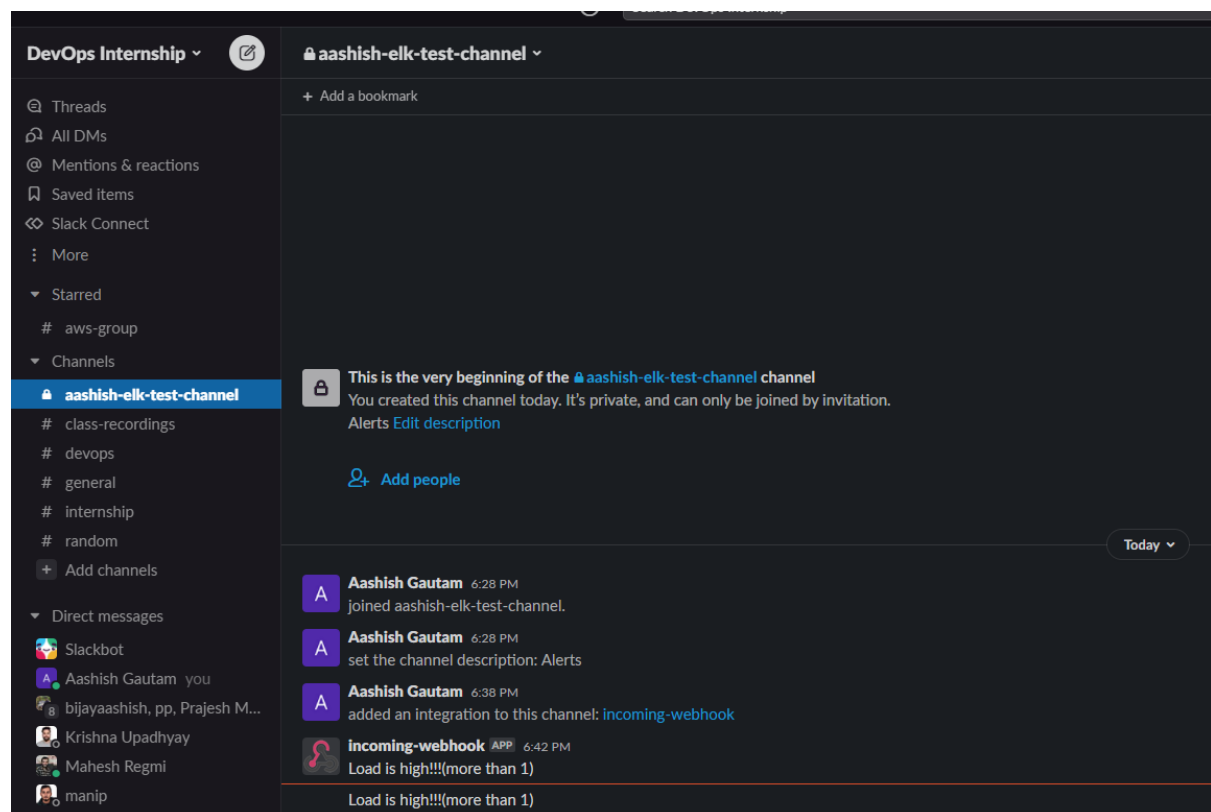 Search DevOps Internship
DevOps Internship
aashish-elk-test-channel
+ Add a bookmark
Threads
All DMs
@ Mentions & reactions
Saved items
Slack Connect
More
Starred
# aws-group
Channels
aashish-elk-test-channel
# class-recordings
# devops
# general
# internship
# random
+ Add channels
Direct messages
Slackbot
A Aashish Gautam you
8 bijayaashish, pp, Prajesh M...
Krishna Upadhyay
Mahesh Regmi
manip
This is the very beginning of the aashish-elk-test-channel channel
You created this channel today. It's private, and can only be joined by invitation.
Alerts Edit description
Add people
Today
A Aashish Gautam 6:28 PM
joined aashish-elk-test-channel.
A Aashish Gautam 6:28 PM
set the channel description: Alerts
A Aashish Gautam 6:38 PM
added an integration to this channel: incoming-webhook
incoming-webhook APP 6:42 PM
Load is high!!!(more than 1)
Load is high!!!(more than 1)